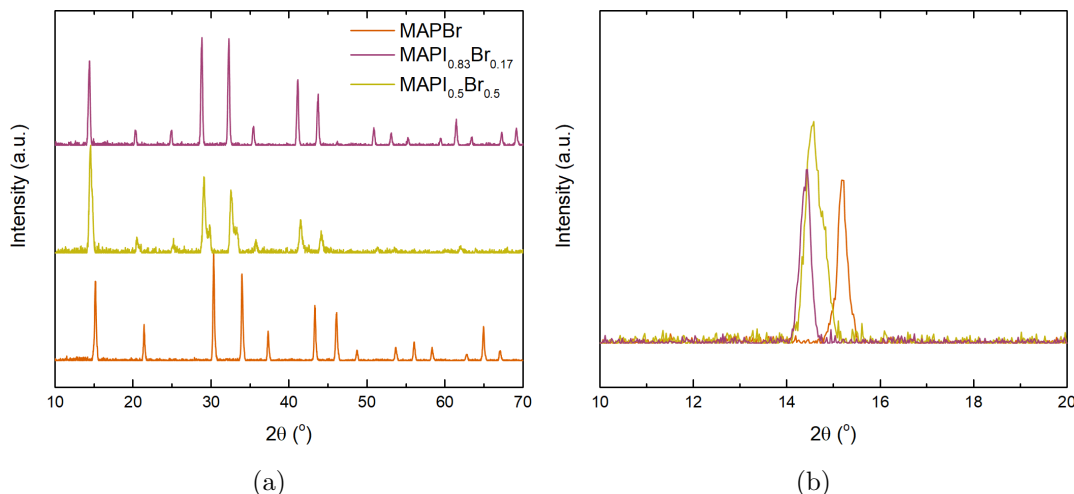 MAPBr
MAPI0.83Br0.17
MAPI0.5Br0.5
Intensity (a.u.)
10 20 30 40 50 60 70
2θ (°)
(a)
Intensity (a.u.)
10 12 14 16 18 20
2θ (°)
(b)